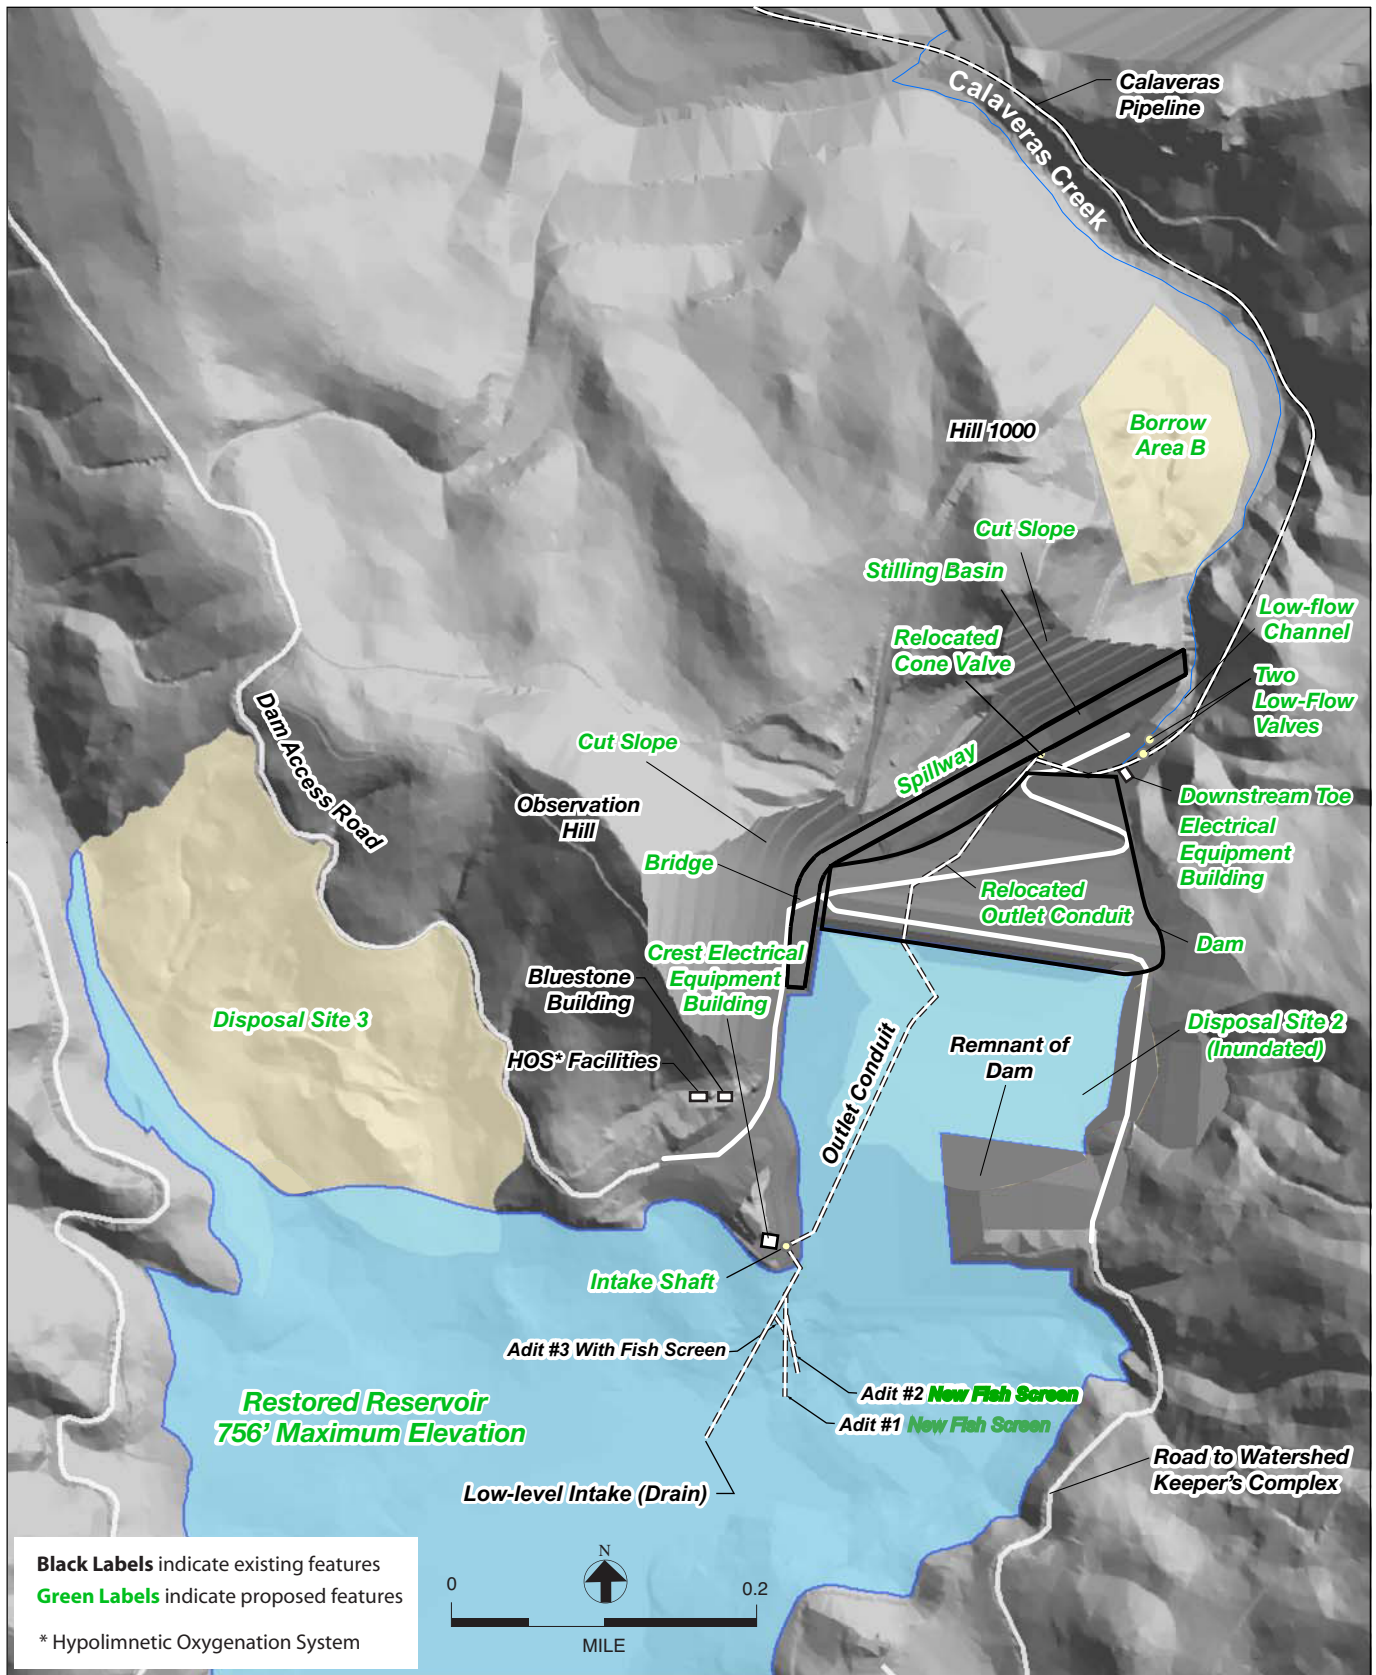 Calaveras
Pipeline
Calaveras Creek
Hill 1000
Borrow
Area B
Cut Slope
Stilling Basin
Low-flow
Channel
Relocated
Cone Valve
Two
Low-Flow
Valves
Dam Access Road
Cut Slope
Spillway
Observation
Hill
Downstream Toe
Electrical
Equipment
Building
Bridge
Relocated
Outlet Conduit
Dam
Crest Electrical
Equipment
Building
Bluestone
Building
Disposal Site 3
Disposal Site 2
(Inundated)
Remnant of
Dam
HOS* Facilities
Outlet Conduit
Intake Shaft
Adit #3 With Fish Screen
Adit #2 New Fish Screen
Adit #1 New Fish Screen
Restored Reservoir
756’ Maximum Elevation
Road to Watershed
Keeper's Complex
Low-level Intake (Drain)
Black Labels indicate existing features
Green Labels indicate proposed features
* Hypolimnetic Oxygenation System
N
0 0.2
MILE